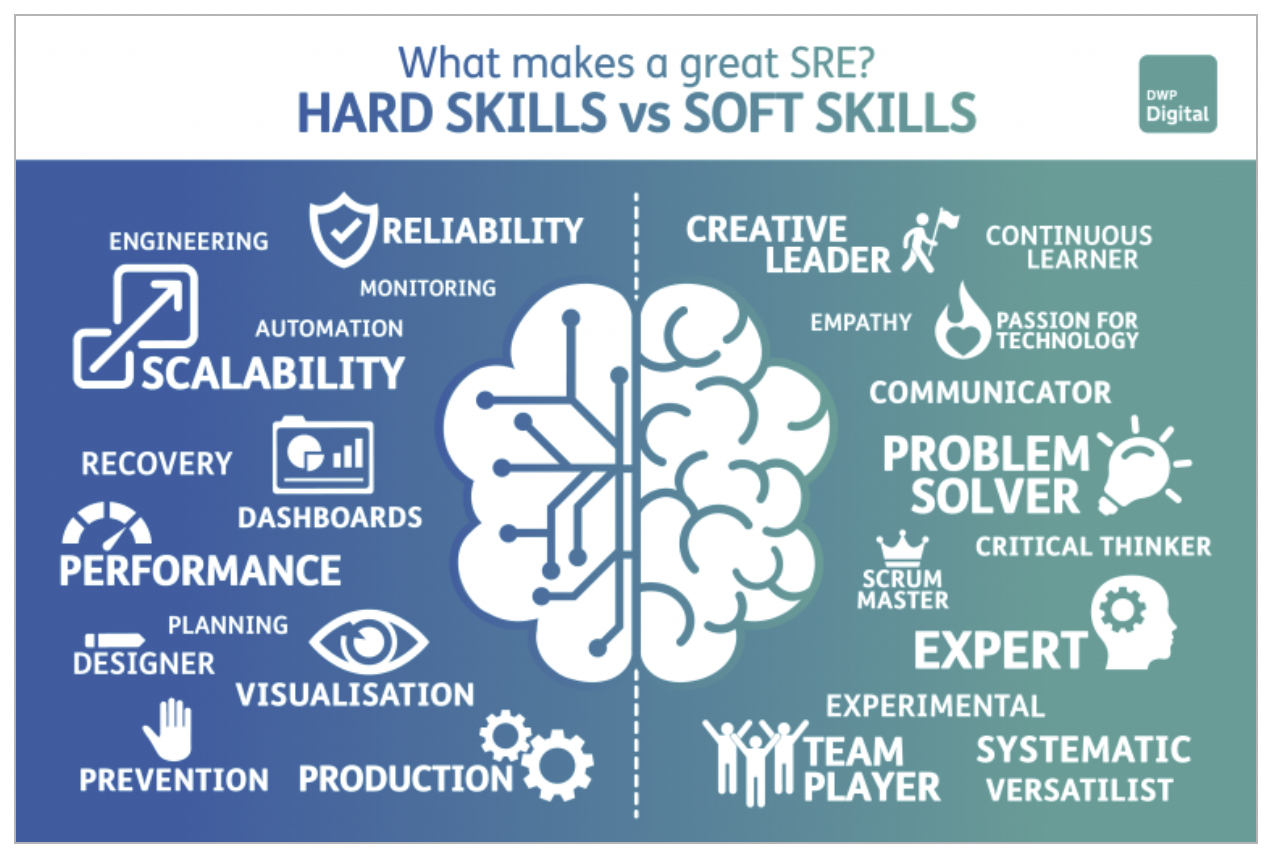 What makes a great SRE?
HARD SKILLS vs SOFT SKILLS
DWP
Digital
ENGINEERING
RELIABILITY
MONITORING
AUTOMATION
SCALABILITY
RECOVERY
DASHBOARDS
PERFORMANCE
PLANNING
DESIGNER
VISUALISATION
PREVENTION
PRODUCTION
CREATIVE
LEADER
CONTINUOUS
LEARNER
EMPATHY
PASSION FOR
TECHNOLOGY
COMMUNICATOR
PROBLEM
SOLVER
CRITICAL THINKER
SCRUM
MASTER
EXPERT
EXPERIMENTAL
TEAM
PLAYER
SYSTEMATIC
VERSATILIST